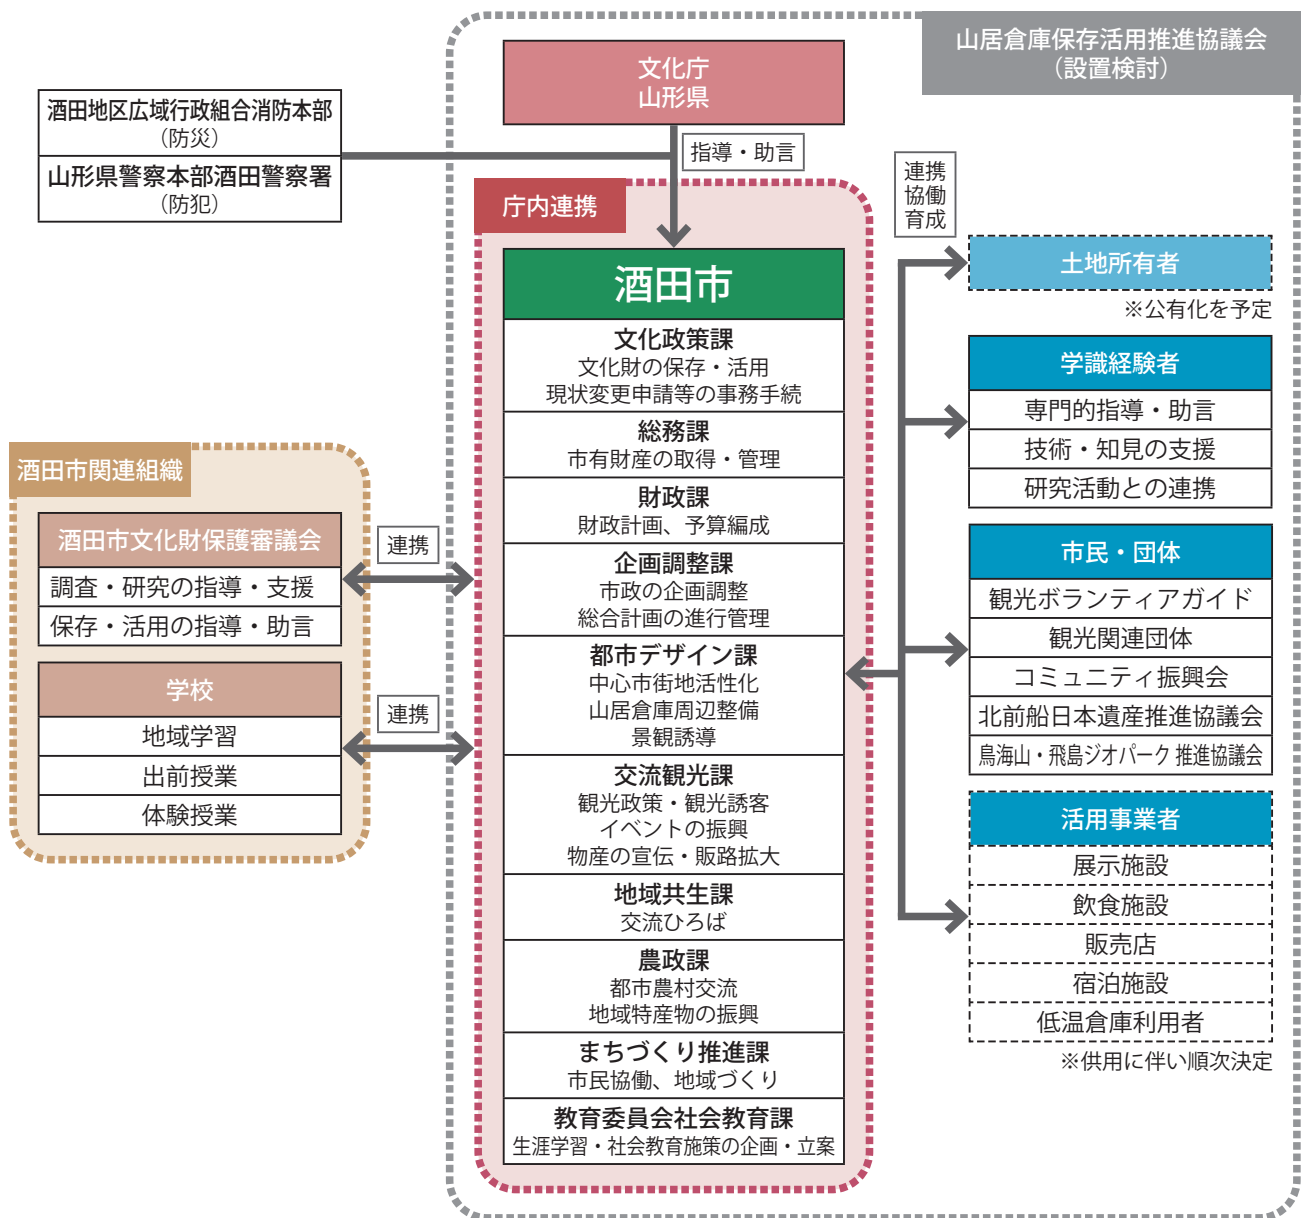 山居倉庫保存活用推進協議会
（設置検討）
文化庁
山形県
酒田地区広域行政組合消防本部
（防災）
山形県警察本部酒田警察署
（防犯）
指導・助言
連携
協働
育成
庁内連携
酒田市
文化政策課
文化財の保存・活用
現状変更申請等の事務手続
総務課
市有財産の取得・管理
財政課
財政計画、予算編成
企画調整課
市政の企画調整
総合計画の進行管理
都市デザイン課
中心市街地活性化
山居倉庫周辺整備
景観誘導
交流観光課
観光政策・観光誘客
イベントの振興
物産の宣伝・販路拡大
地域共生課
交流ひろば
農政課
都市農村交流
地域特産物の振興
まちづくり推進課
市民協働、地域づくり
教育委員会社会教育課
生涯学習・社会教育施策の企画・立案
酒田市関連組織
酒田市文化財保護審議会
調査・研究の指導・支援
保存・活用の指導・助言
連携
学校
地域学習
出前授業
体験授業
連携
土地所有者
※公有化を予定
学識経験者
専門的指導・助言
技術・知見の支援
研究活動との連携
市民・団体
観光ボランティアガイド
観光関連団体
コミュニティ振興会
北前船日本遺産推進協議会
鳥海山・飛島ジオパーク 推進協議会
活用事業者
展示施設
飲食施設
販売店
宿泊施設
低温倉庫利用者
※供用に伴い順次決定